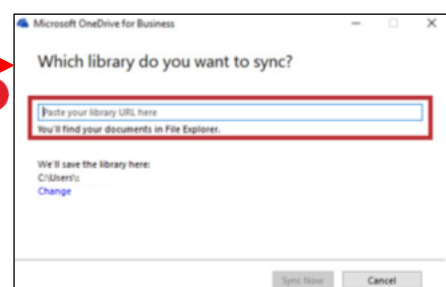 Microsoft OneDrive for Business
Which library do you want to sync?
Paste your library URL here
You'll find your documents in File Explorer.
We'll save the library here:
C:\Users\
Change
Sync Now
Cancel